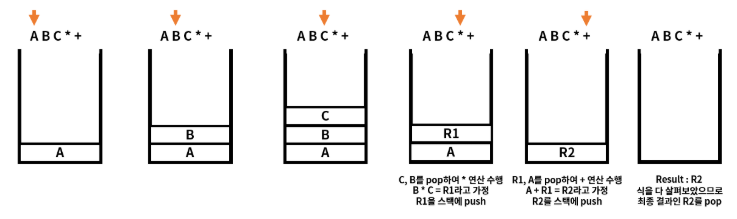 A B C * +
A
A B C * +
B
A
A B C * +
C
B
A
A B C * +
R1
A
C, B를 pop하여 * 연산 수행
B * C = R1라고 가정
R1을 스택에 push
A B C * +
R2
R1, A를 pop하여 + 연산 수행
A + R1 = R2라고 가정
R2를 스택에 push
A B C * +
Result : R2
식을 다 살펴보았으므로
최종 결과인 R2를 pop